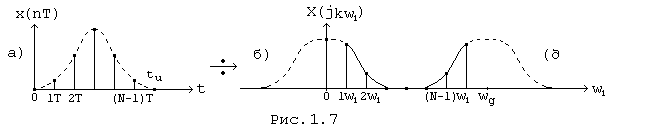 x(nT) X(jkw₁)
а) tu б) (д
0 1T 2T (N-1)T t 0 1w₁ 2w₁ (N-1)w₁ wg w₁
Рис.1.7